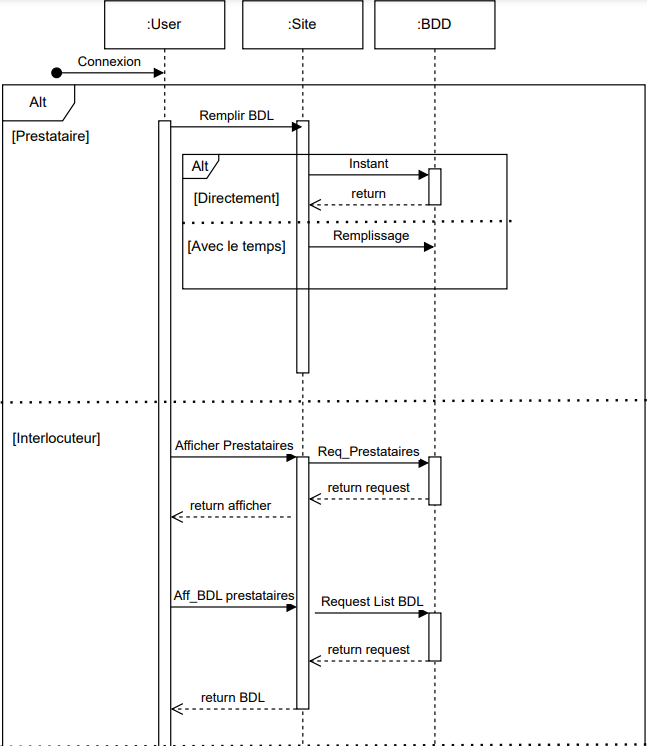 :User
:Site
:BDD
Connexion
Alt
[Prestataire]
Remplir BDL
Alt
Instant
[Directement]
return
[Avec le temps]
Remplissage
[Interlocuteur]
Afficher Prestataires
Req_Prestataires
return request
return afficher
Aff_BDL prestataires
Request List BDL
return request
return BDL